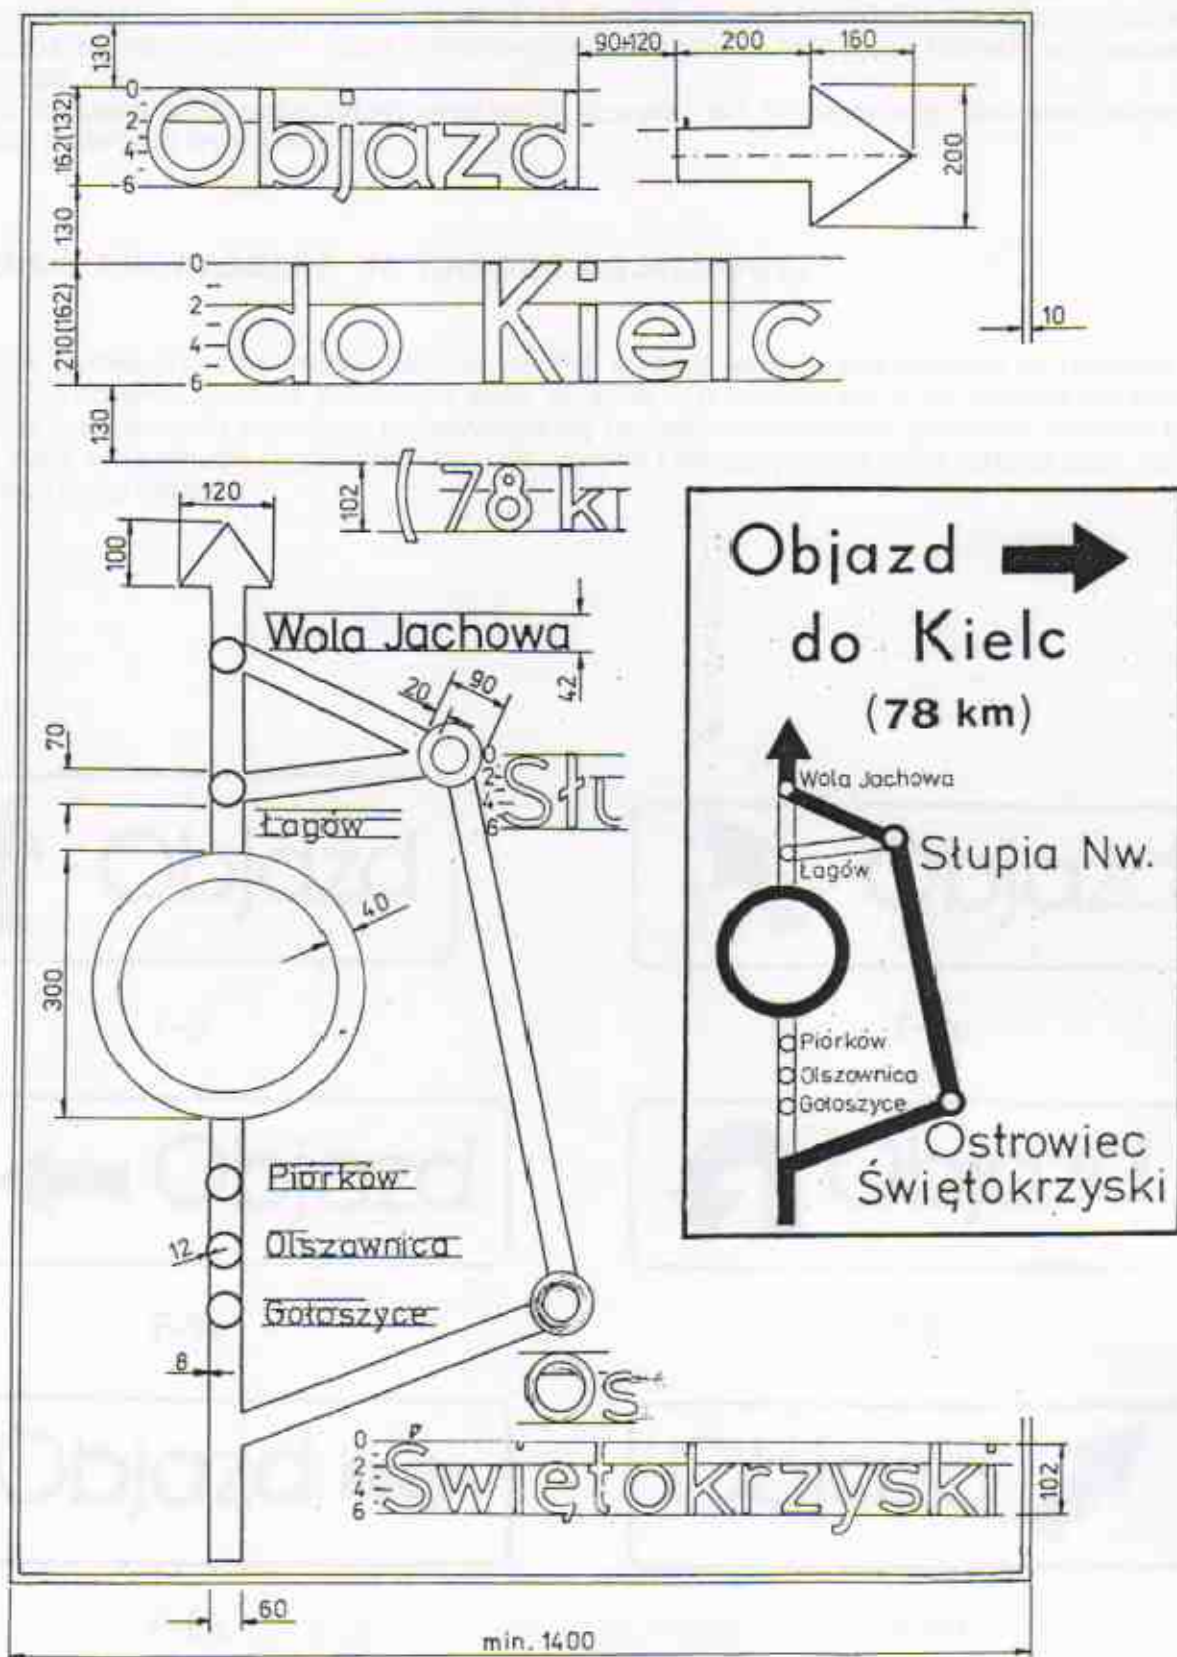 130
90÷120
200
160
162(132)
0
2
4
6
Objazd
200
130
210(162)
0
2
4
6
do Kielc
10
130
102
(78 k
120
100
Wola Jachowa
42
20
90
70
0
2
4
6
Sł
Łagów
40
300
Piórków
12
Olszownica
Gołoszyce
8
Os
0
2
4
6
Świętokrzyski
102
60
min. 1400
Objazd
do Kielc
(78 km)
Wola Jachowa
Łagów
Słupia Nw.
Piórków
Olszownica
Gołoszyce
Ostrowiec
Świętokrzyski